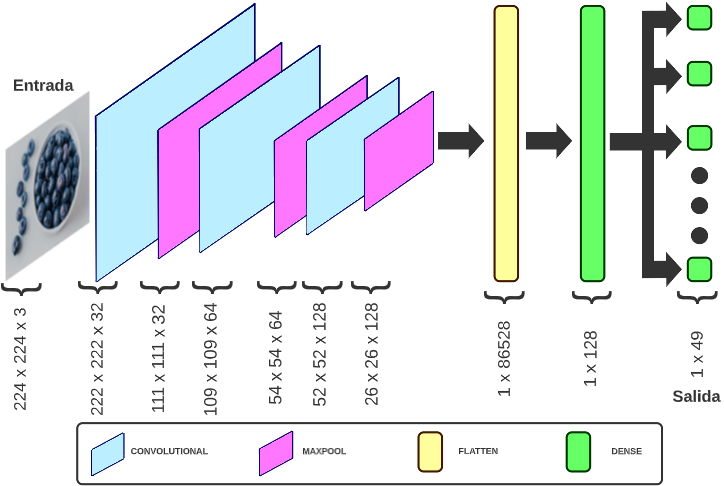 Entrada
224 x 224 x 3
222 x 222 x 32
111 x 111 x 32
109 x 109 x 64
54 x 54 x 64
52 x 52 x 128
26 x 26 x 128
1 x 86528
1 x 128
1 x 49
Salida
CONVOLUTIONAL
MAXPOOL
FLATTEN
DENSE